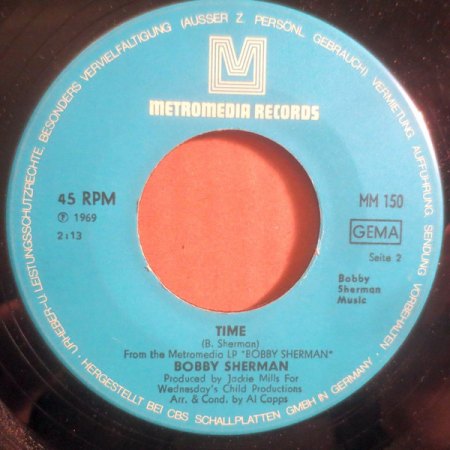 URHEBER- U. LEISTUNGSSCHUTZRECHTE, BESONDERS VERVIELFÄLTIGUNG (AUSSER Z. PERSÖNL. GEBRAUCH), VERMIETUNG, AUFFÜHRUNG, SENDUNG VORBEHALTEN
M
METROMEDIA RECORDS
45 RPM
℗ 1969
2:13
MM 150
GEMA
Seite 2
Bobby
Sherman
Music
TIME
(B. Sherman)
From the Metromedia LP "BOBBY SHERMAN"
BOBBY SHERMAN
Produced by Jackie Mills For
Wednesday's Child Productions
Arr. & Cond. by Al Capps
HERGESTELLT BEI CBS SCHALLPLATTEN GMBH IN GERMANY